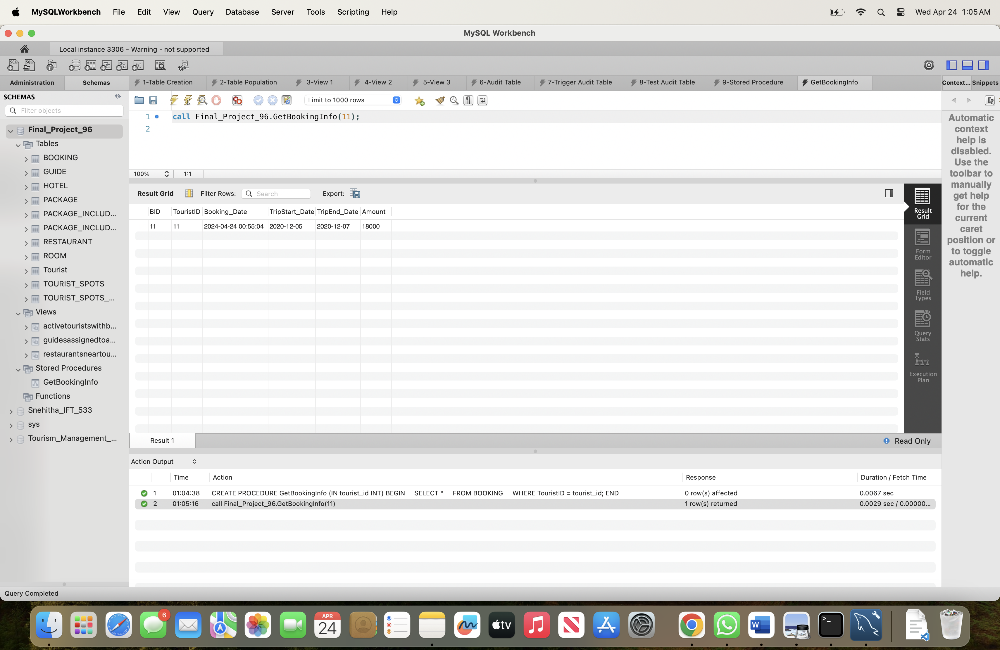 MySQLWorkbench File Edit View Query Database Server Tools Scripting Help Wed Apr 24 1:05 AM
MySQL Workbench
Local instance 3306 - Warning - not supported
Administration Schemas 1-Table Creation 2-Table Population 3-View 1 4-View 2 5-View 3 6-Audit Table 7-Trigger Audit Table 8-Test Audit Table 9-Stored Procedure GetBookingInfo Context... Snippets
SCHEMAS
Filter objects
Final_Project_96
Tables
BOOKING
GUIDE
HOTEL
PACKAGE
PACKAGE_INCLUD...
PACKAGE_INCLUD...
RESTAURANT
ROOM
Tourist
TOURIST_SPOTS
TOURIST_SPOTS_...
Views
activetouristswithb...
guidesassignedtoa...
restaurantsneartou...
Stored Procedures
GetBookingInfo
Functions
Snehitha_IFT_533
sys
Tourism_Management_...
Limit to 1000 rows
1 call Final_Project_96.GetBookingInfo(11);
2
100% 1:1
Result Grid Filter Rows: Search Export:
BID TouristID Booking_Date TripStart_Date TripEnd_Date Amount
11 11 2024-04-24 00:55:04 2020-12-05 2020-12-07 18000
Result
Grid
Form
Editor
Field
Types
Query
Stats
Execution
Plan
Automatic
context
help is
disabled.
Use the
toolbar to
manually
get help
for the
current
caret
position or
to toggle
automatic
help.
Result 1 Read Only
Action Output
Time Action Response Duration / Fetch Time
1 01:04:38 CREATE PROCEDURE GetBookingInfo (IN tourist_id INT) BEGIN SELECT * FROM BOOKING WHERE TouristID = tourist_id; END 0 row(s) affected 0.0067 sec
2 01:05:16 call Final_Project_96.GetBookingInfo(11) 1 row(s) returned 0.0029 sec / 0.00000...
Query Completed
6
APR
24
tv
W
>_